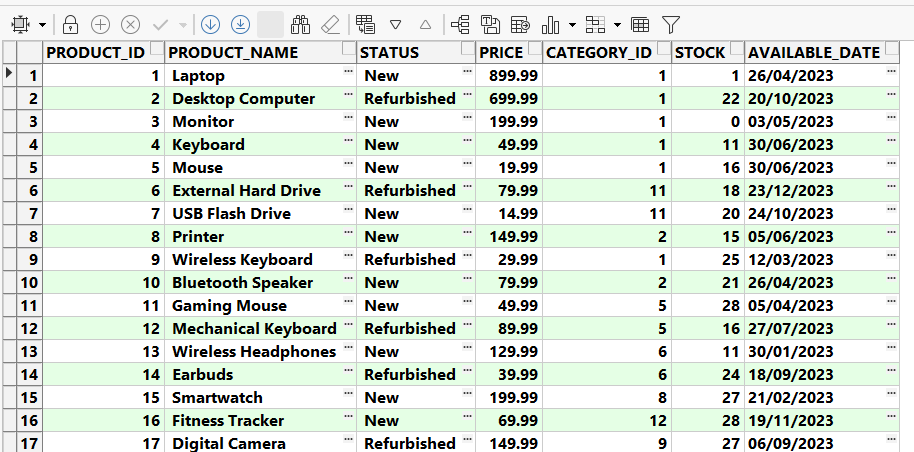 PRODUCT_ID PRODUCT_NAME STATUS PRICE CATEGORY_ID STOCK AVAILABLE_DATE
1 1 Laptop ... New ... 899.99 1 1 26/04/2023 ...
2 2 Desktop Computer ... Refurbished ... 699.99 1 22 20/10/2023 ...
3 3 Monitor ... New ... 199.99 1 0 03/05/2023 ...
4 4 Keyboard ... New ... 49.99 1 11 30/06/2023 ...
5 5 Mouse ... New ... 19.99 1 16 30/06/2023 ...
6 6 External Hard Drive ... Refurbished ... 79.99 11 18 23/12/2023 ...
7 7 USB Flash Drive ... New ... 14.99 11 20 24/10/2023 ...
8 8 Printer ... New ... 149.99 2 15 05/06/2023 ...
9 9 Wireless Keyboard ... Refurbished ... 29.99 1 25 12/03/2023 ...
10 10 Bluetooth Speaker ... New ... 79.99 2 21 26/04/2023 ...
11 11 Gaming Mouse ... New ... 49.99 5 28 05/04/2023 ...
12 12 Mechanical Keyboard ... Refurbished ... 89.99 5 16 27/07/2023 ...
13 13 Wireless Headphones ... New ... 129.99 6 11 30/01/2023 ...
14 14 Earbuds ... Refurbished ... 39.99 6 24 18/09/2023 ...
15 15 Smartwatch ... New ... 199.99 8 27 21/02/2023 ...
16 16 Fitness Tracker ... New ... 69.99 12 28 19/11/2023 ...
17 17 Digital Camera ... Refurbished ... 149.99 9 27 06/09/2023 ...